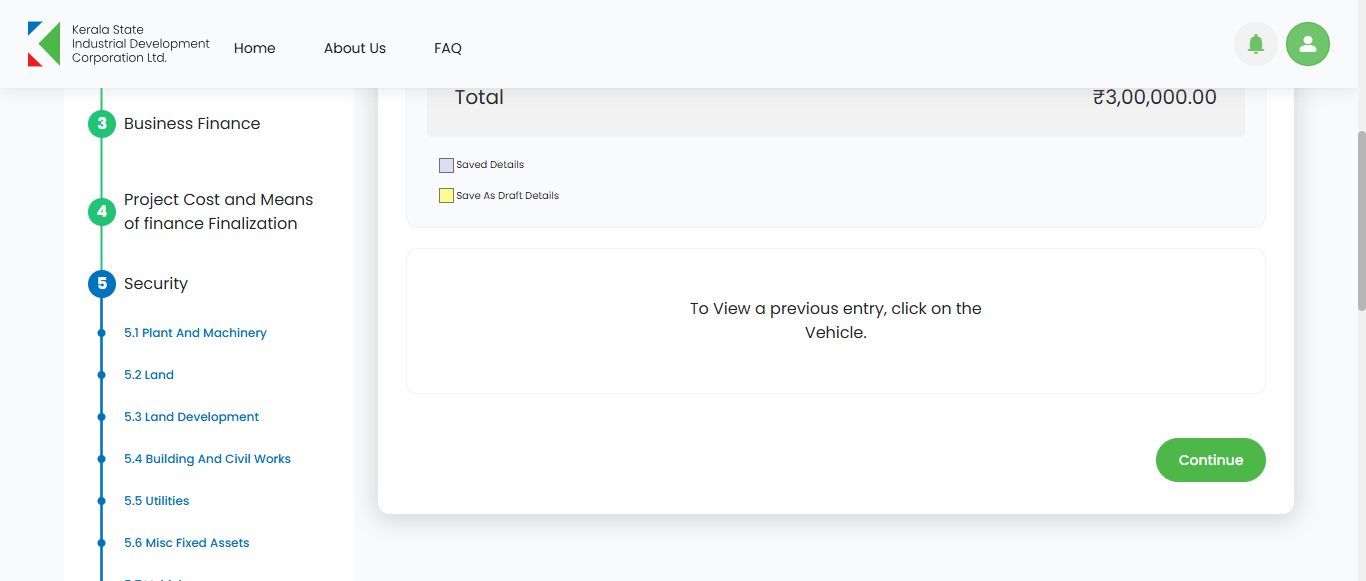 Kerala State
Industrial Development
Corporation Ltd.
Home
About Us
FAQ
3 Business Finance
4 Project Cost and Means
of finance Finalization
5 Security
5.1 Plant And Machinery
5.2 Land
5.3 Land Development
5.4 Building And Civil Works
5.5 Utilities
5.6 Misc Fixed Assets
Total ₹3,00,000.00
Saved Details
Save As Draft Details
To View a previous entry, click on the
Vehicle.
Continue